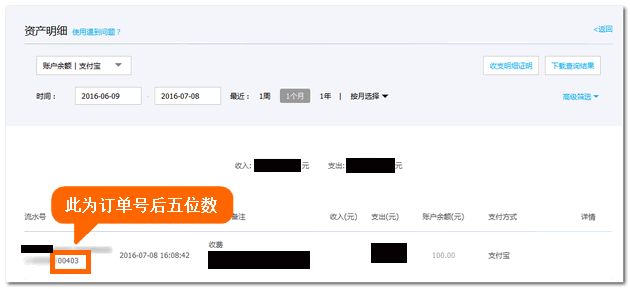 资产明细 使用遇到问题？ <返回
账户余额 | 支付宝 收支明细证明 下载查询结果
时间： 2016-06-09 - 2016-07-08 最近： 1周 1个月 1年 | 按月选择 高级筛选
收入: 元 支出: 元
此为订单号后五位数
流水号 备注 收入(元) 支出(元) 账户余额(元) 支付方式 详情
00403 2016-07-08 16:08:42 收费 100.00 支付宝